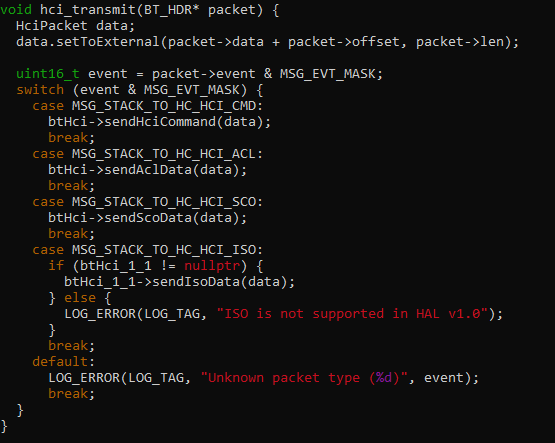 void hci_transmit(BT_HDR* packet) {
  HciPacket data;
  data.setToExternal(packet->data + packet->offset, packet->len);

  uint16_t event = packet->event & MSG_EVT_MASK;
  switch (event & MSG_EVT_MASK) {
    case MSG_STACK_TO_HC_HCI_CMD:
      btHci->sendHciCommand(data);
      break;
    case MSG_STACK_TO_HC_HCI_ACL:
      btHci->sendAclData(data);
      break;
    case MSG_STACK_TO_HC_HCI_SCO:
      btHci->sendScoData(data);
      break;
    case MSG_STACK_TO_HC_HCI_ISO:
      if (btHci_1_1 != nullptr) {
        btHci_1_1->sendIsoData(data);
      } else {
        LOG_ERROR(LOG_TAG, "ISO is not supported in HAL v1.0");
      }
      break;
    default:
      LOG_ERROR(LOG_TAG, "Unknown packet type (%d)", event);
      break;
  }
}